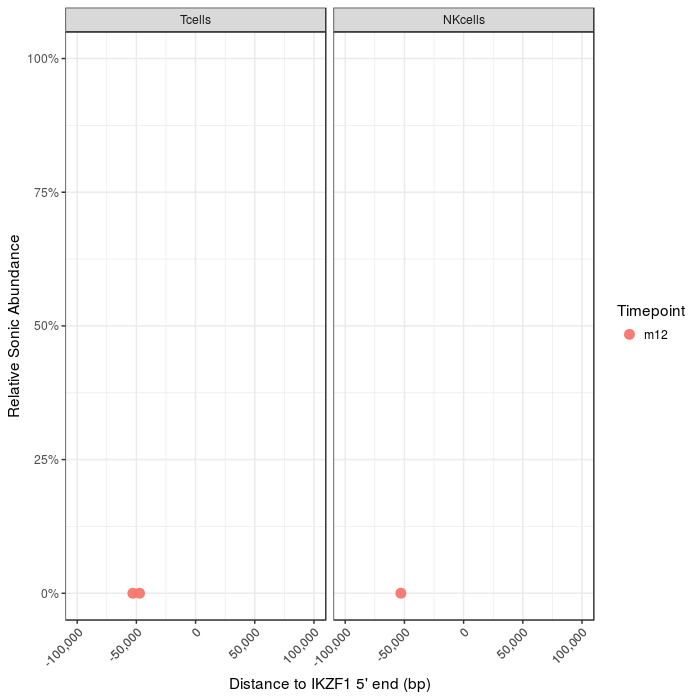 Tcells
NKcells
100%
75%
50%
25%
0%
Relative Sonic Abundance
-100,000
-50,000
0
50,000
100,000
-100,000
-50,000
0
50,000
100,000
Distance to IKZF1 5' end (bp)
Timepoint
m12